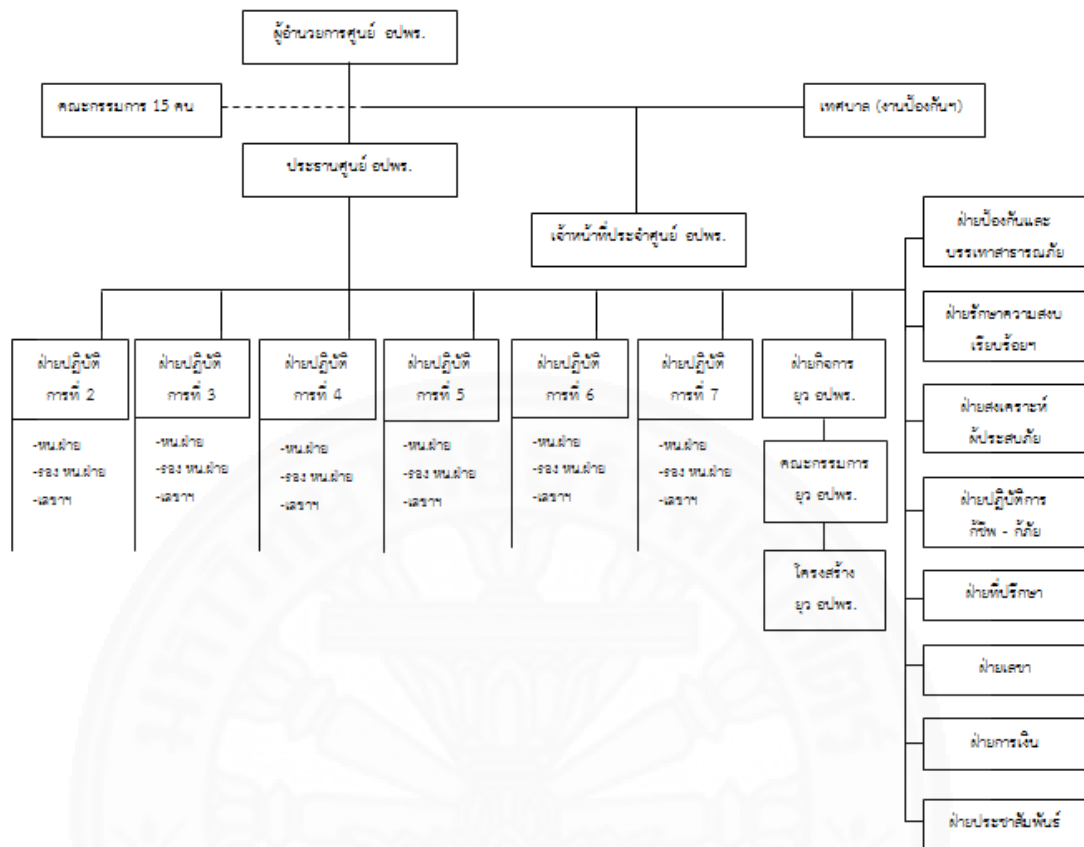 ผู้อำนวยการศูนย์ อปพร.
คณะกรรมการ 15 คน
เทศบาล (งานป้องกันฯ)
ประธานศูนย์ อปพร.
เจ้าหน้าที่ประจำศูนย์ อปพร.
ฝ่ายป้องกันและ
บรรเทาสาธารณภัย
ฝ่ายรักษาความสงบ
เรียบร้อยฯ
ฝ่ายสงเคราะห์
ผู้ประสบภัย
ฝ่ายปฏิบัติการ
กู้ชีพ - กู้ภัย
ฝ่ายที่ปรึกษา
ฝ่ายเลขา
ฝ่ายการเงิน
ฝ่ายประชาสัมพันธ์
ฝ่ายปฏิบัติ
การที่ 2
-หน.ฝ่าย
-รอง หน.ฝ่าย
-เลขาฯ
ฝ่ายปฏิบัติ
การที่ 3
-หน.ฝ่าย
-รอง หน.ฝ่าย
-เลขาฯ
ฝ่ายปฏิบัติ
การที่ 4
-หน.ฝ่าย
-รอง หน.ฝ่าย
-เลขาฯ
ฝ่ายปฏิบัติ
การที่ 5
-หน.ฝ่าย
-รอง หน.ฝ่าย
-เลขาฯ
ฝ่ายปฏิบัติ
การที่ 6
-หน.ฝ่าย
-รอง หน.ฝ่าย
-เลขาฯ
ฝ่ายปฏิบัติ
การที่ 7
-หน.ฝ่าย
-รอง หน.ฝ่าย
-เลขาฯ
ฝ่ายกิจการ
ยุว อปพร.
คณะกรรมการ
ยุว อปพร.
โครงสร้าง
ยุว อปพร.